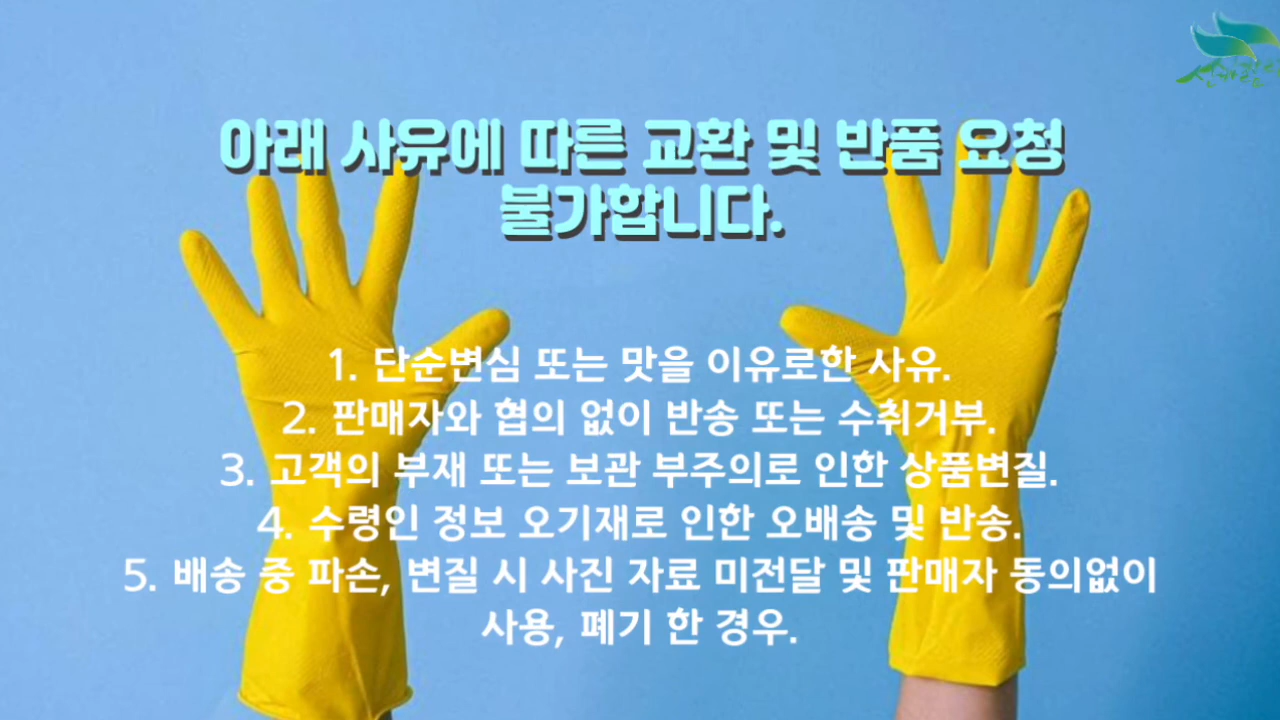 아래 사유에 따른 교환 및 반품 요청
불가합니다.
1. 단순변심 또는 맛을 이유로한 사유.
2. 판매자와 협의 없이 반송 또는 수취거부.
3. 고객의 부재 또는 보관 부주의로 인한 상품변질.
4. 수령인 정보 오기재로 인한 오배송 및 반송.
5. 배송 중 파손, 변질 시 사진 자료 미전달 및 판매자 동의없이
사용, 폐기 한 경우.